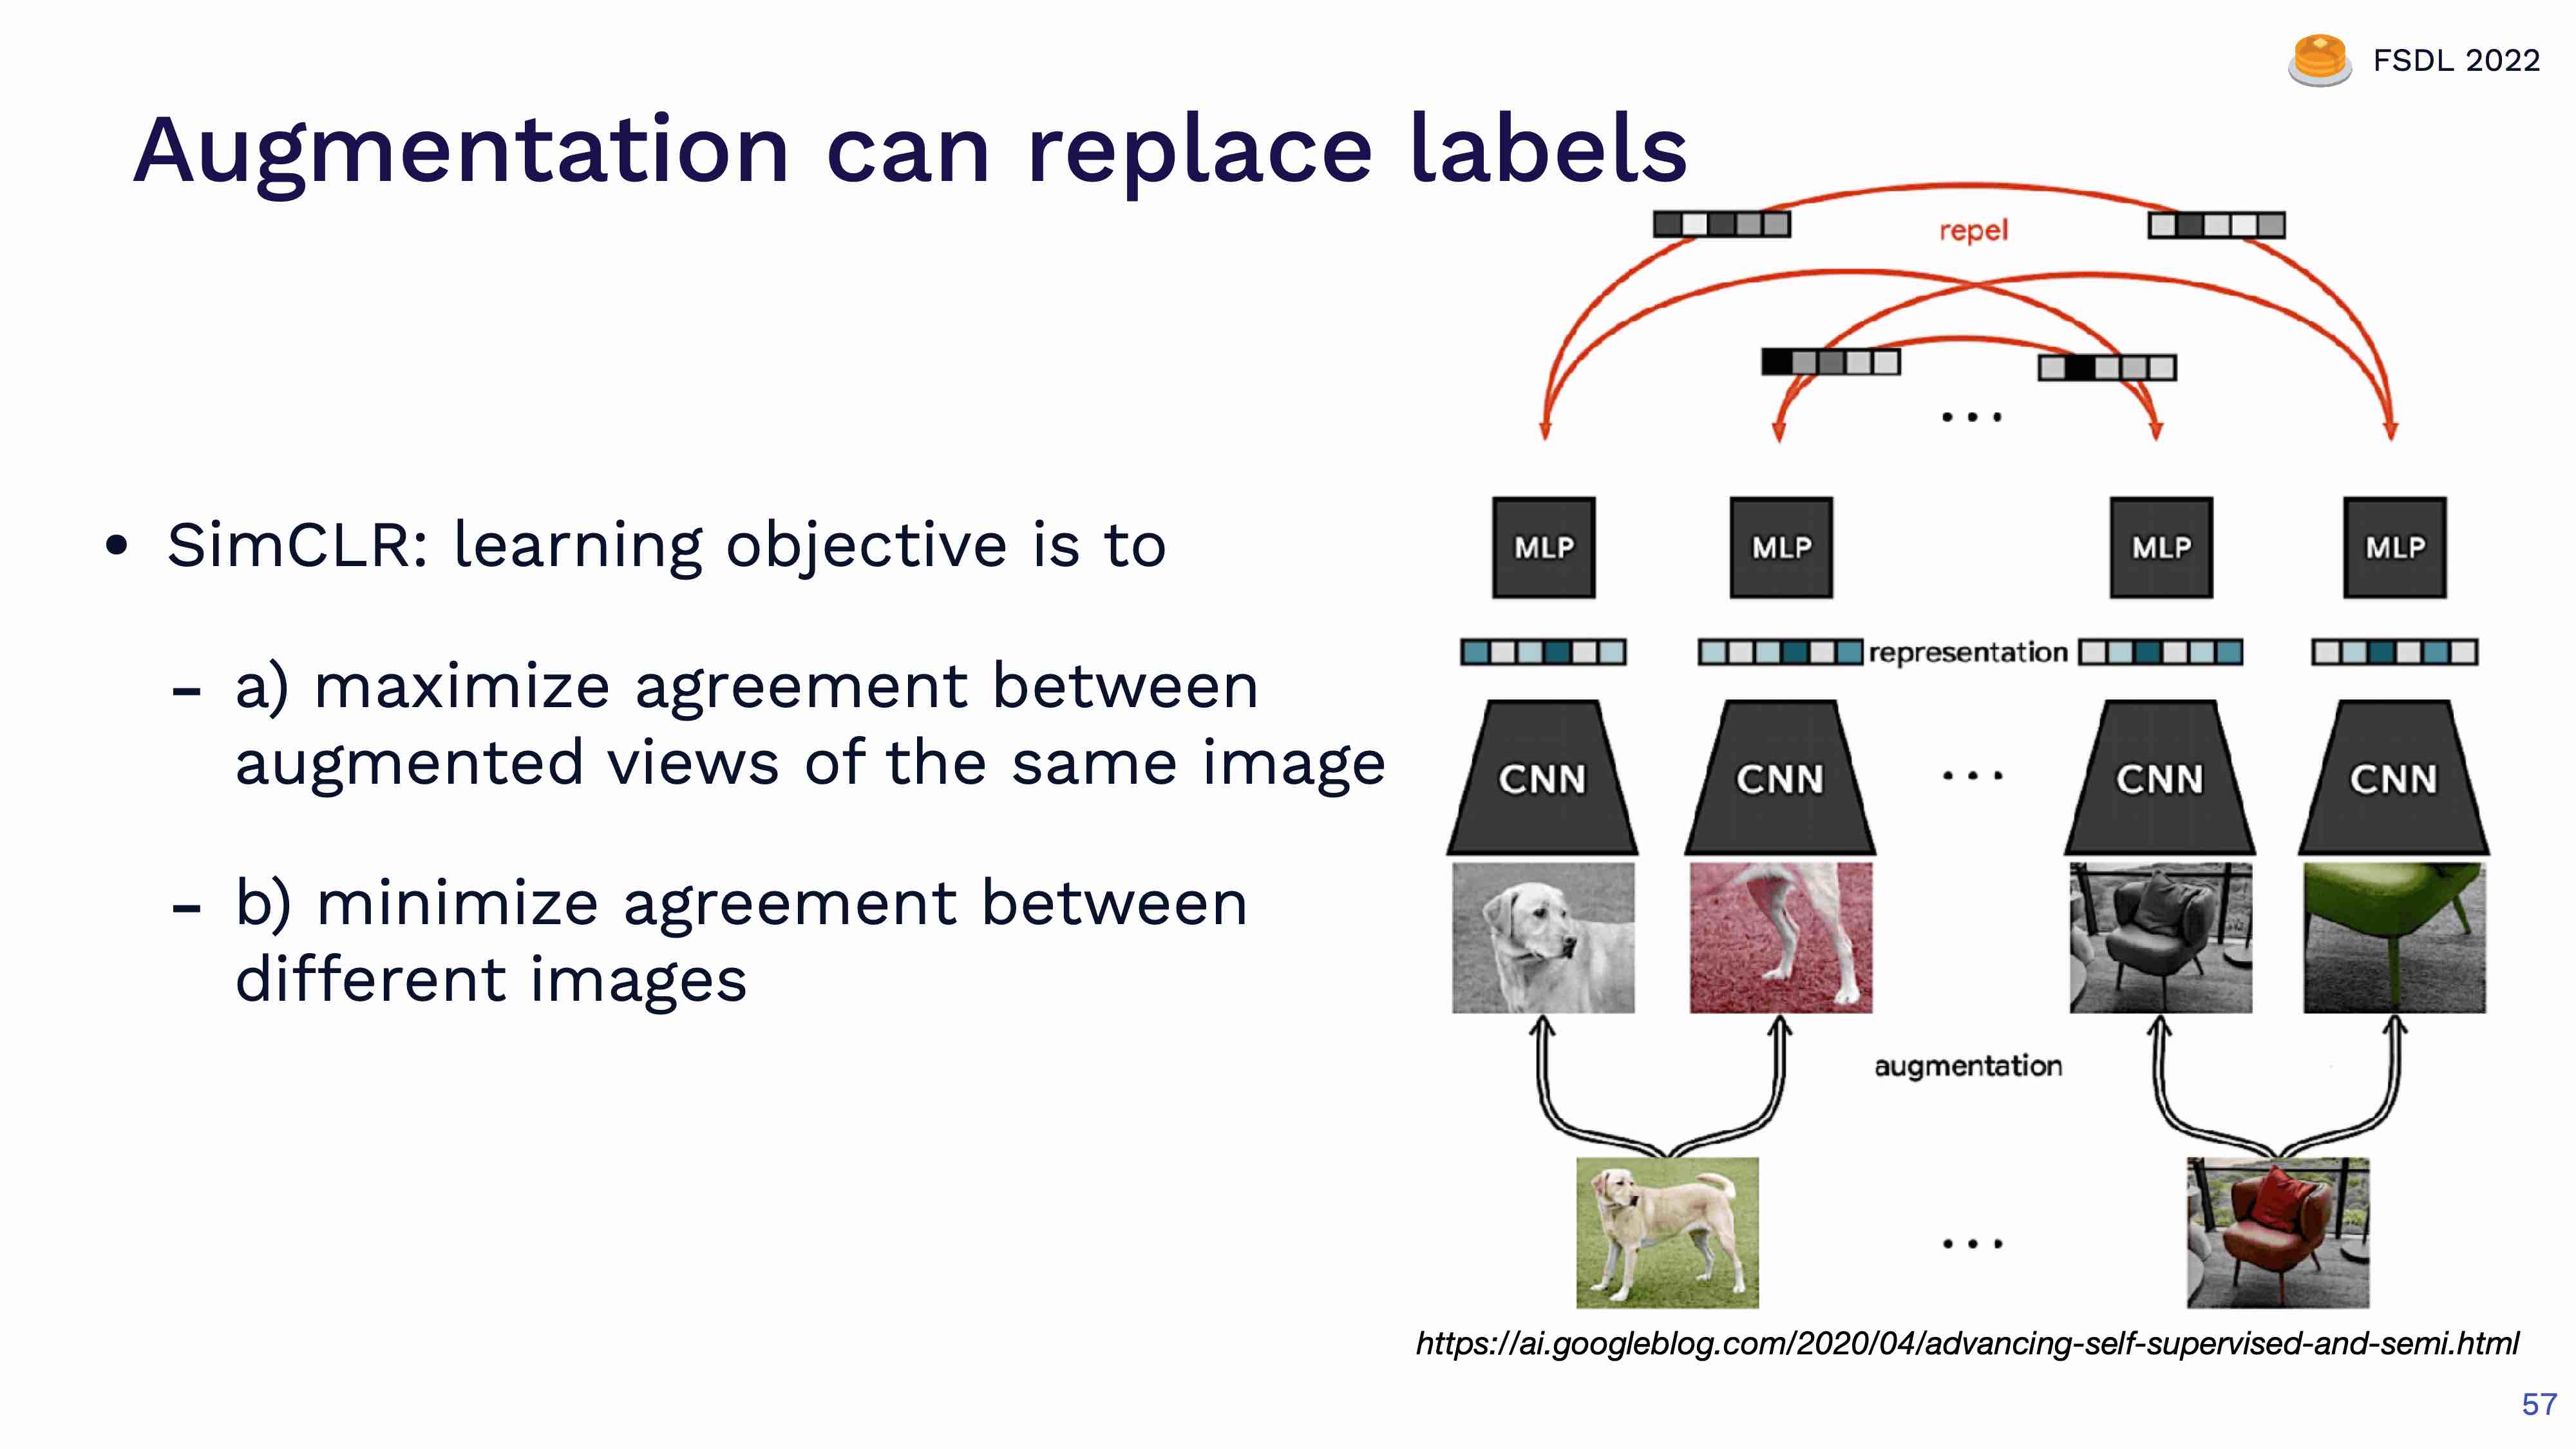 FSDL 2022
Augmentation can replace labels
• SimCLR: learning objective is to
- a) maximize agreement between
augmented views of the same image
- b) minimize agreement between
different images
repel
...
MLP MLP MLP MLP
representation
CNN CNN ... CNN CNN
augmentation
...
https://ai.googleblog.com/2020/04/advancing-self-supervised-and-semi.html
57